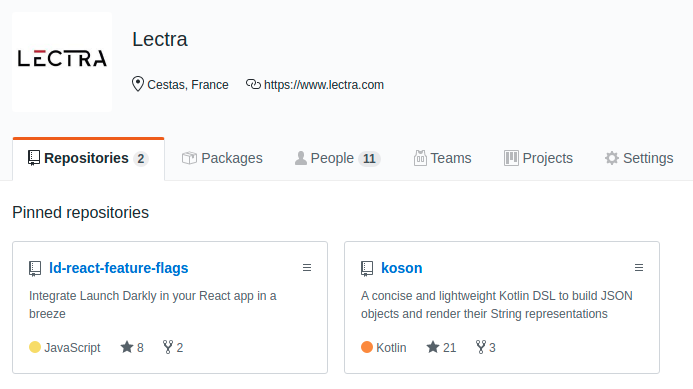 LECTRA
Lectra
Cestas, France https://www.lectra.com
Repositories 2 Packages People 11 Teams Projects Settings
Pinned repositories
ld-react-feature-flags
Integrate Launch Darkly in your React app in a
breeze
JavaScript 8 2
koson
A concise and lightweight Kotlin DSL to build JSON
objects and render their String representations
Kotlin 21 3